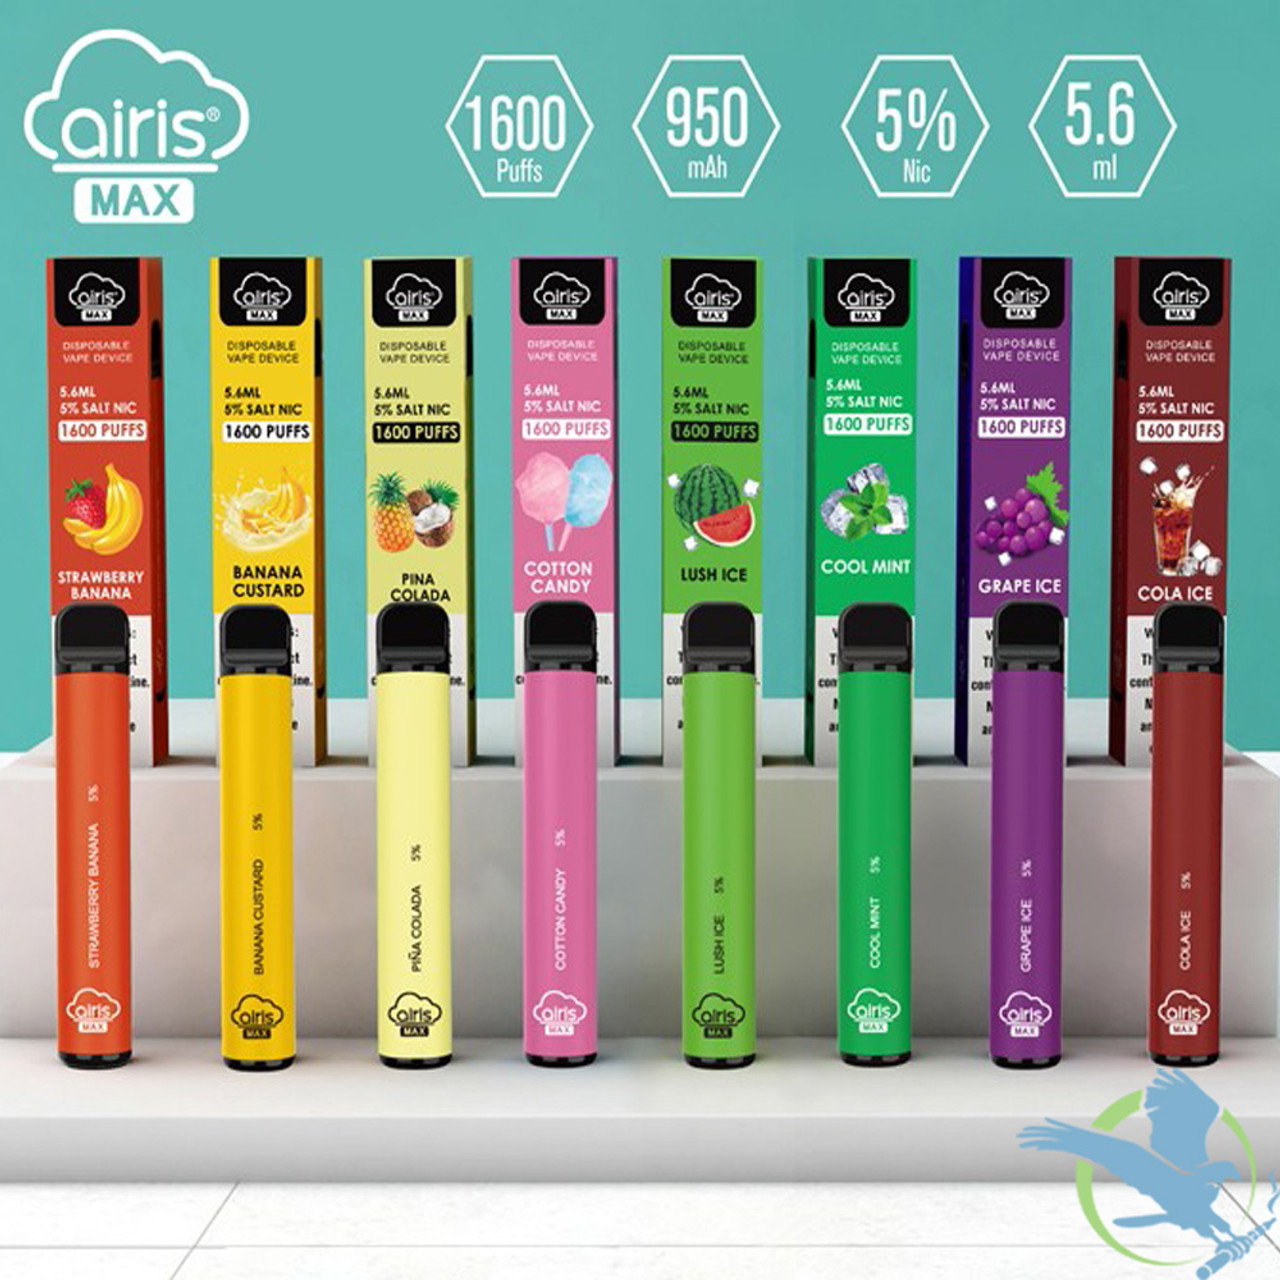 airis®
MAX
1600
Puffs
950
mAh
5%
Nic
5.6
ml
airis®
MAX
DISPOSABLE
VAPE DEVICE
5.6ML
5% SALT NIC
1600 PUFFS
STRAWBERRY
BANANA
airis®
MAX
DISPOSABLE
VAPE DEVICE
5.6ML
5% SALT NIC
1600 PUFFS
BANANA
CUSTARD
airis®
MAX
DISPOSABLE
VAPE DEVICE
5.6ML
5% SALT NIC
1600 PUFFS
PINA
COLADA
airis®
MAX
DISPOSABLE
VAPE DEVICE
5.6ML
5% SALT NIC
1600 PUFFS
COTTON
CANDY
airis®
MAX
DISPOSABLE
VAPE DEVICE
5.6ML
5% SALT NIC
1600 PUFFS
LUSH ICE
airis®
MAX
DISPOSABLE
VAPE DEVICE
5.6ML
5% SALT NIC
1600 PUFFS
COOL MINT
airis®
MAX
DISPOSABLE
VAPE DEVICE
5.6ML
5% SALT NIC
1600 PUFFS
GRAPE ICE
airis®
MAX
DISPOSABLE
VAPE DEVICE
5.6ML
5% SALT NIC
1600 PUFFS
COLA ICE
STRAWBERRY BANANA 5%
airis
MAX
BANANA CUSTARD 5%
airis
MAX
PIÑA COLADA 5%
airis
MAX
COTTON CANDY 5%
airis
MAX
LUSH ICE 5%
airis
MAX
COOL MINT 5%
airis
MAX
GRAPE ICE 5%
airis
MAX
COLA ICE 5%
airis
MAX